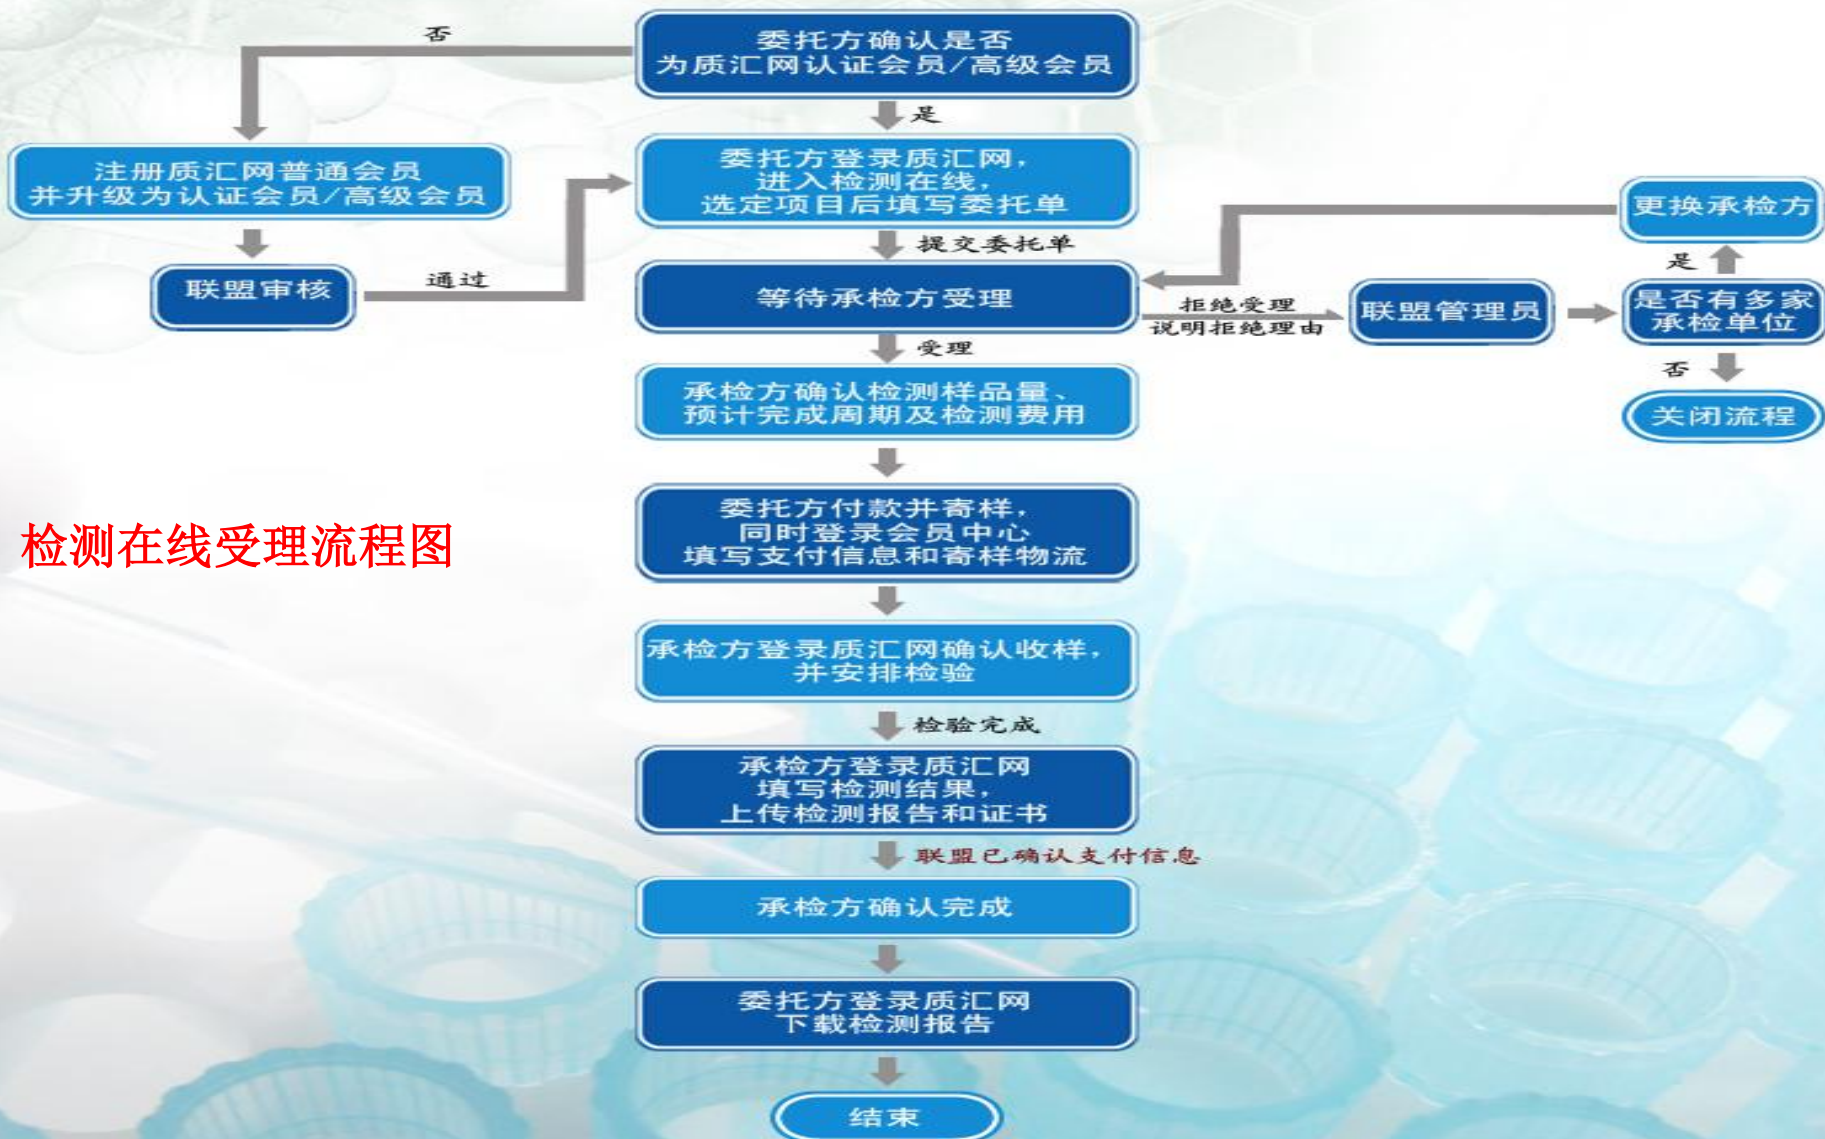 委托方确认是否
为质汇网认证会员/高级会员
否
是
注册质汇网普通会员
并升级为认证会员/高级会员
委托方登录质汇网，
进入检测在线，
选定项目后填写委托单
更换承检方
提交委托单
是
联盟审核
通过
等待承检方受理
拒绝受理
说明拒绝理由
联盟管理员
是否有多家
承检单位
受理
否
承检方确认检测样品量、
预计完成周期及检测费用
关闭流程
委托方付款并寄样，
同时登录会员中心
填写支付信息和寄样物流
检测在线受理流程图
承检方登录质汇网确认收样，
并安排检验
检验完成
承检方登录质汇网
填写检测结果，
上传检测报告和证书
联盟已确认支付信息
承检方确认完成
委托方登录质汇网
下载检测报告
结束